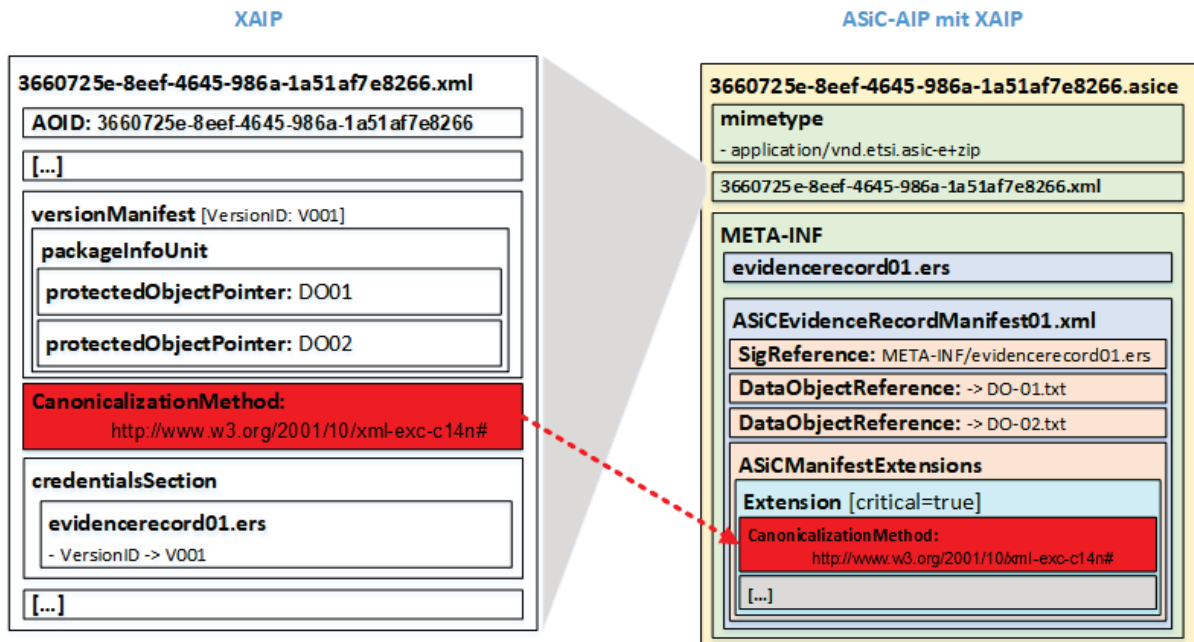 XAIP
3660725e-8eef-4645-986a-1a51af7e8266.xml
AOID: 3660725e-8eef-4645-986a-1a51af7e8266
[...]
versionManifest [VersionID: V001]
packageInfoUnit
protectedObjectPointer: DO01
protectedObjectPointer: DO02
CanonicalizationMethod:
http://www.w3.org/2001/10/xml-exc-c14n#
credentialsSection
evidencerecord01.ers
- VersionID -> V001
[...]
ASiC-AIP mit XAIP
3660725e-8eef-4645-986a-1a51af7e8266.asice
mimetype
- application/vnd.etsi.asic-e+zip
3660725e-8eef-4645-986a-1a51af7e8266.xml
META-INF
evidencerecord01.ers
ASiCEvidenceRecordManifest01.xml
SigReference: META-INF/evidencerecord01.ers
DataObjectReference: -> DO-01.txt
DataObjectReference: -> DO-02.txt
ASiCManifestExtensions
Extension [critical=true]
CanonicalizationMethod:
http://www.w3.org/2001/10/xml-exc-c14n#
[...]